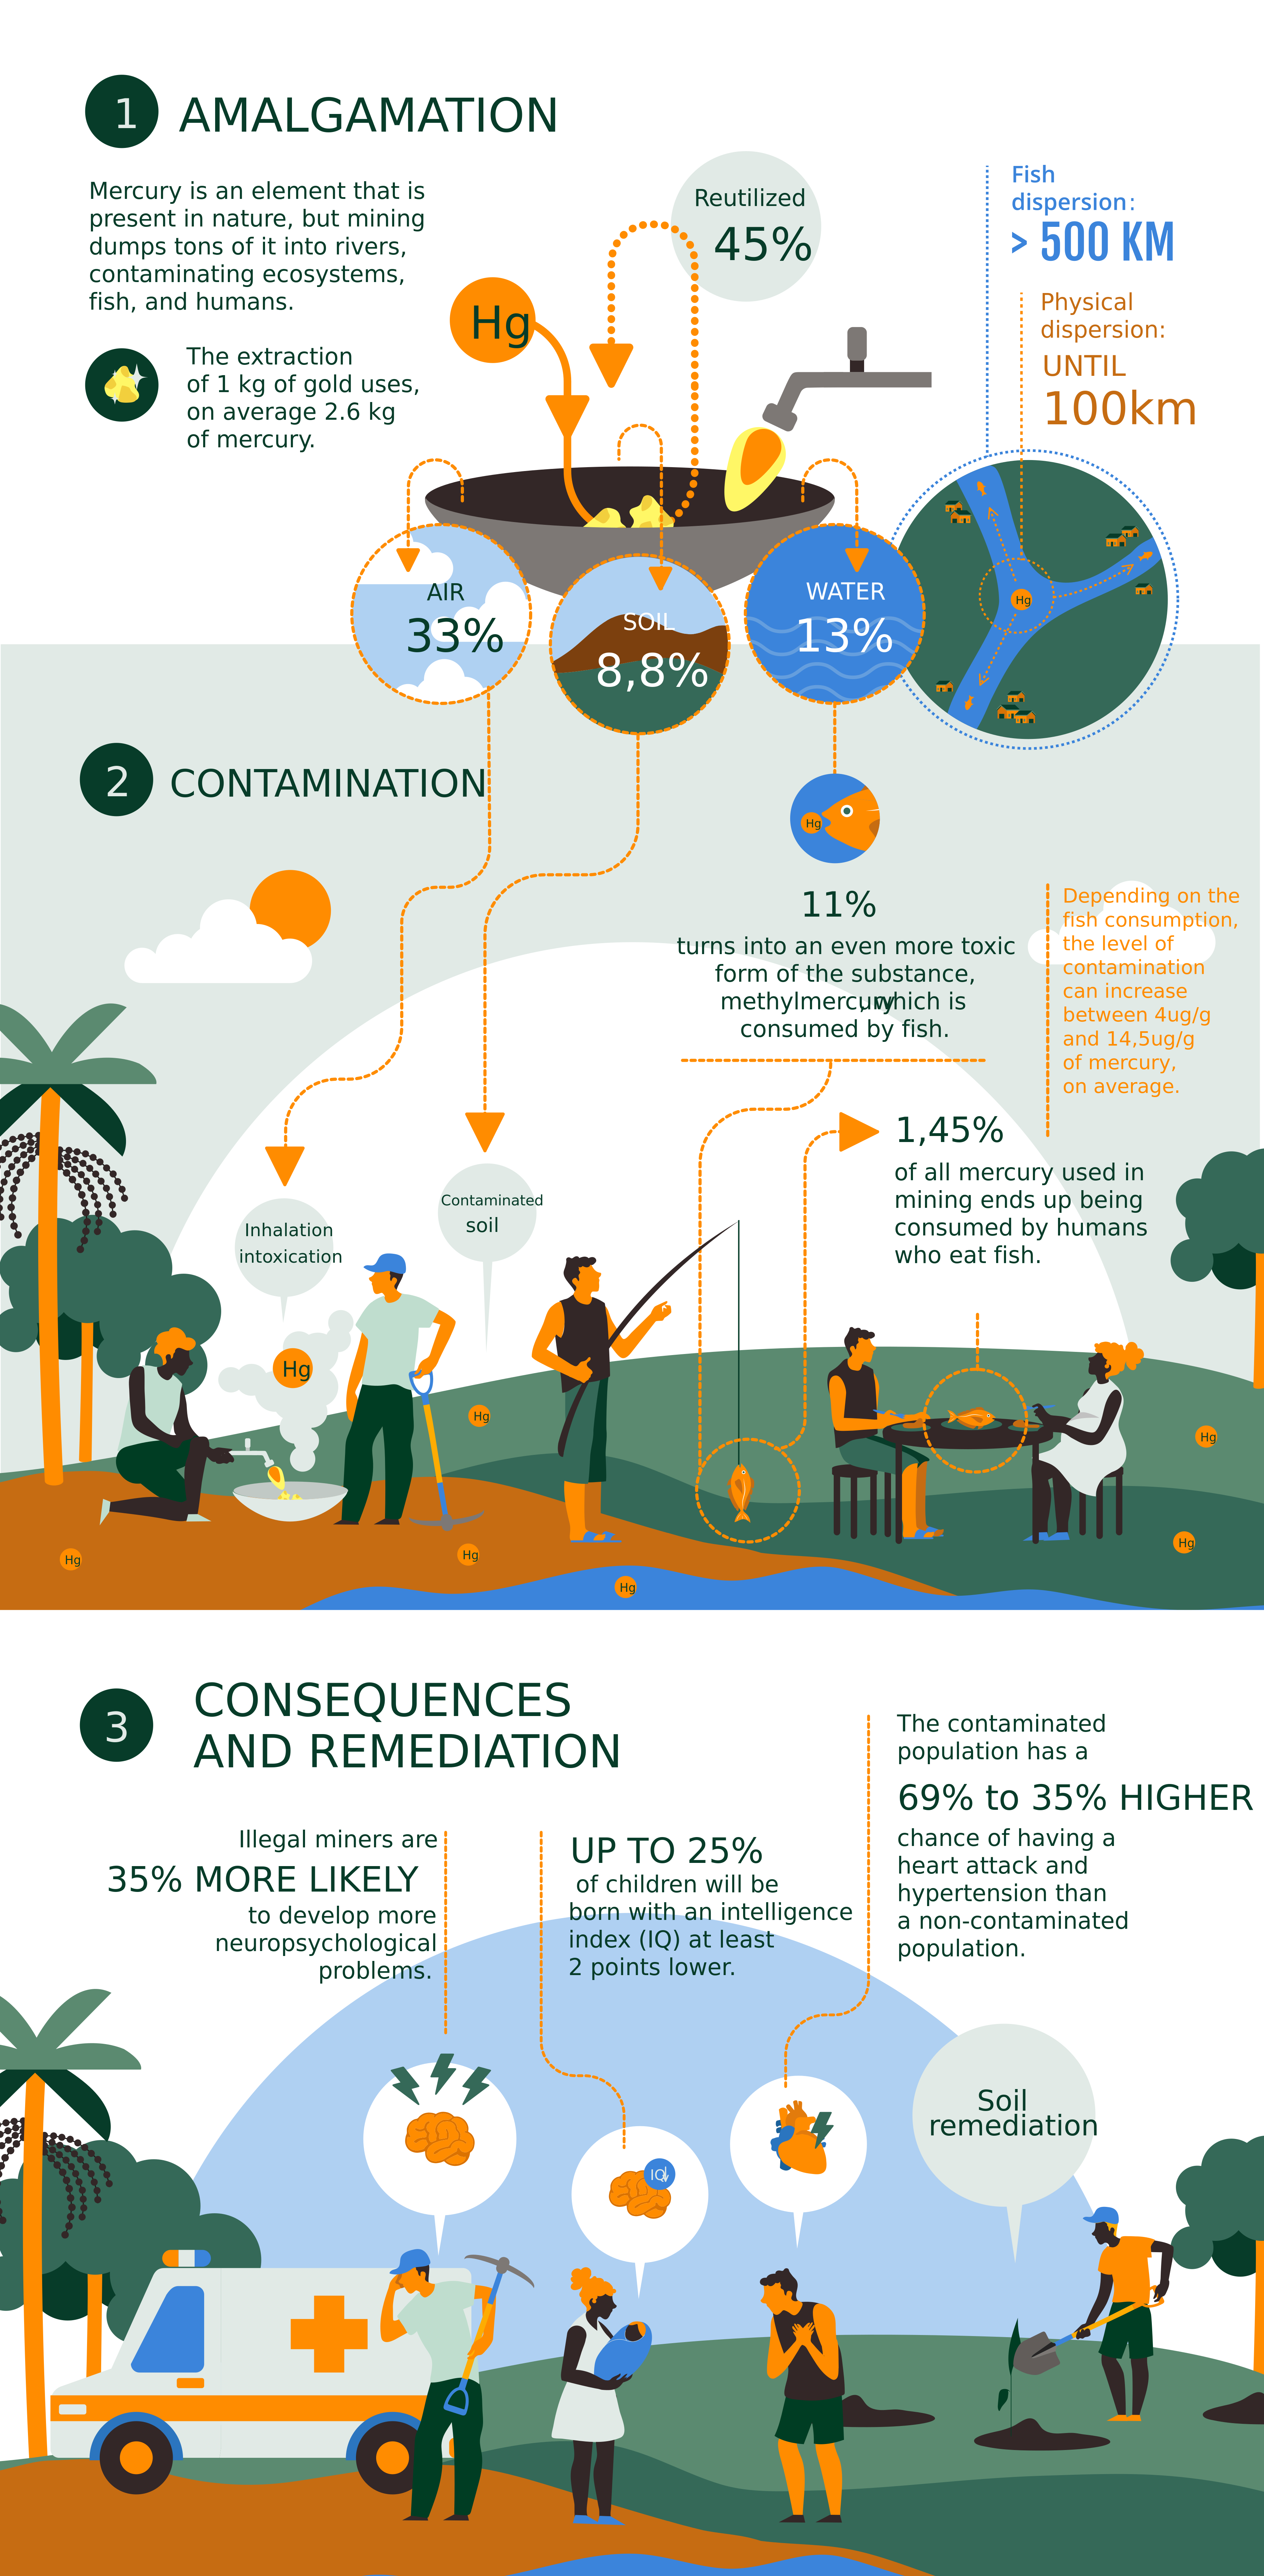 1
AMALGAMATION
Mercury is an element that is
present in nature, but mining
dumps tons of it into rivers,
contaminating ecosystems,
fish, and humans.
The extraction
of 1 kg of gold uses,
on average 2.6 kg
of mercury.
Hg
Reutilized
45%
Fish
dispersion:
> 500 KM
Physical
dispersion:
UNTIL
100km
AIR
33%
SOIL
8,8%
WATER
13%
Hg
2
CONTAMINATION
Hg
11%
turns into an even more toxic
form of the substance,
methylmercury, which is
consumed by fish.
Depending on the
fish consumption,
the level of
contamination
can increase
between 4ug/g
and 14,5ug/g
of mercury,
on average.
1,45%
of all mercury used in
mining ends up being
consumed by humans
who eat fish.
Inhalation
intoxication
Contaminated
soil
Hg
Hg
Hg
Hg
Hg
Hg
Hg
3
CONSEQUENCES
AND REMEDIATION
Illegal miners are
35% MORE LIKELY
to develop more
neuropsychological
problems.
UP TO 25%
of children will be
born with an intelligence
index (IQ) at least
2 points lower.
The contaminated
population has a
69% to 35% HIGHER
chance of having a
heart attack and
hypertension than
a non-contaminated
population.
IQ
Soil
remediation